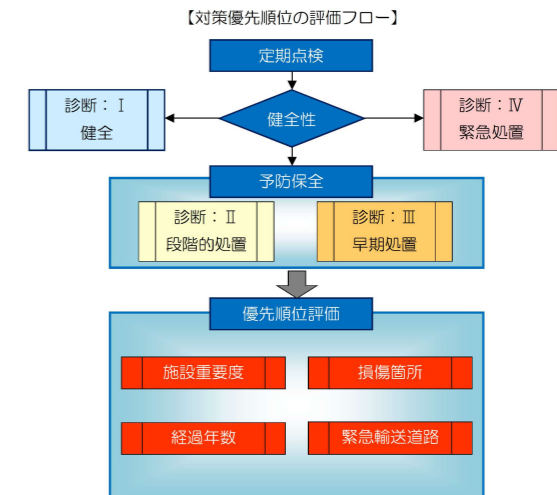 【対策優先順位の評価フロー】
定期点検
診断：Ⅰ
健全
健全性
診断：Ⅳ
緊急処置
予防保全
診断：Ⅱ
段階的処置
診断：Ⅲ
早期処置
優先順位評価
施設重要度
損傷箇所
経過年数
緊急輸送道路